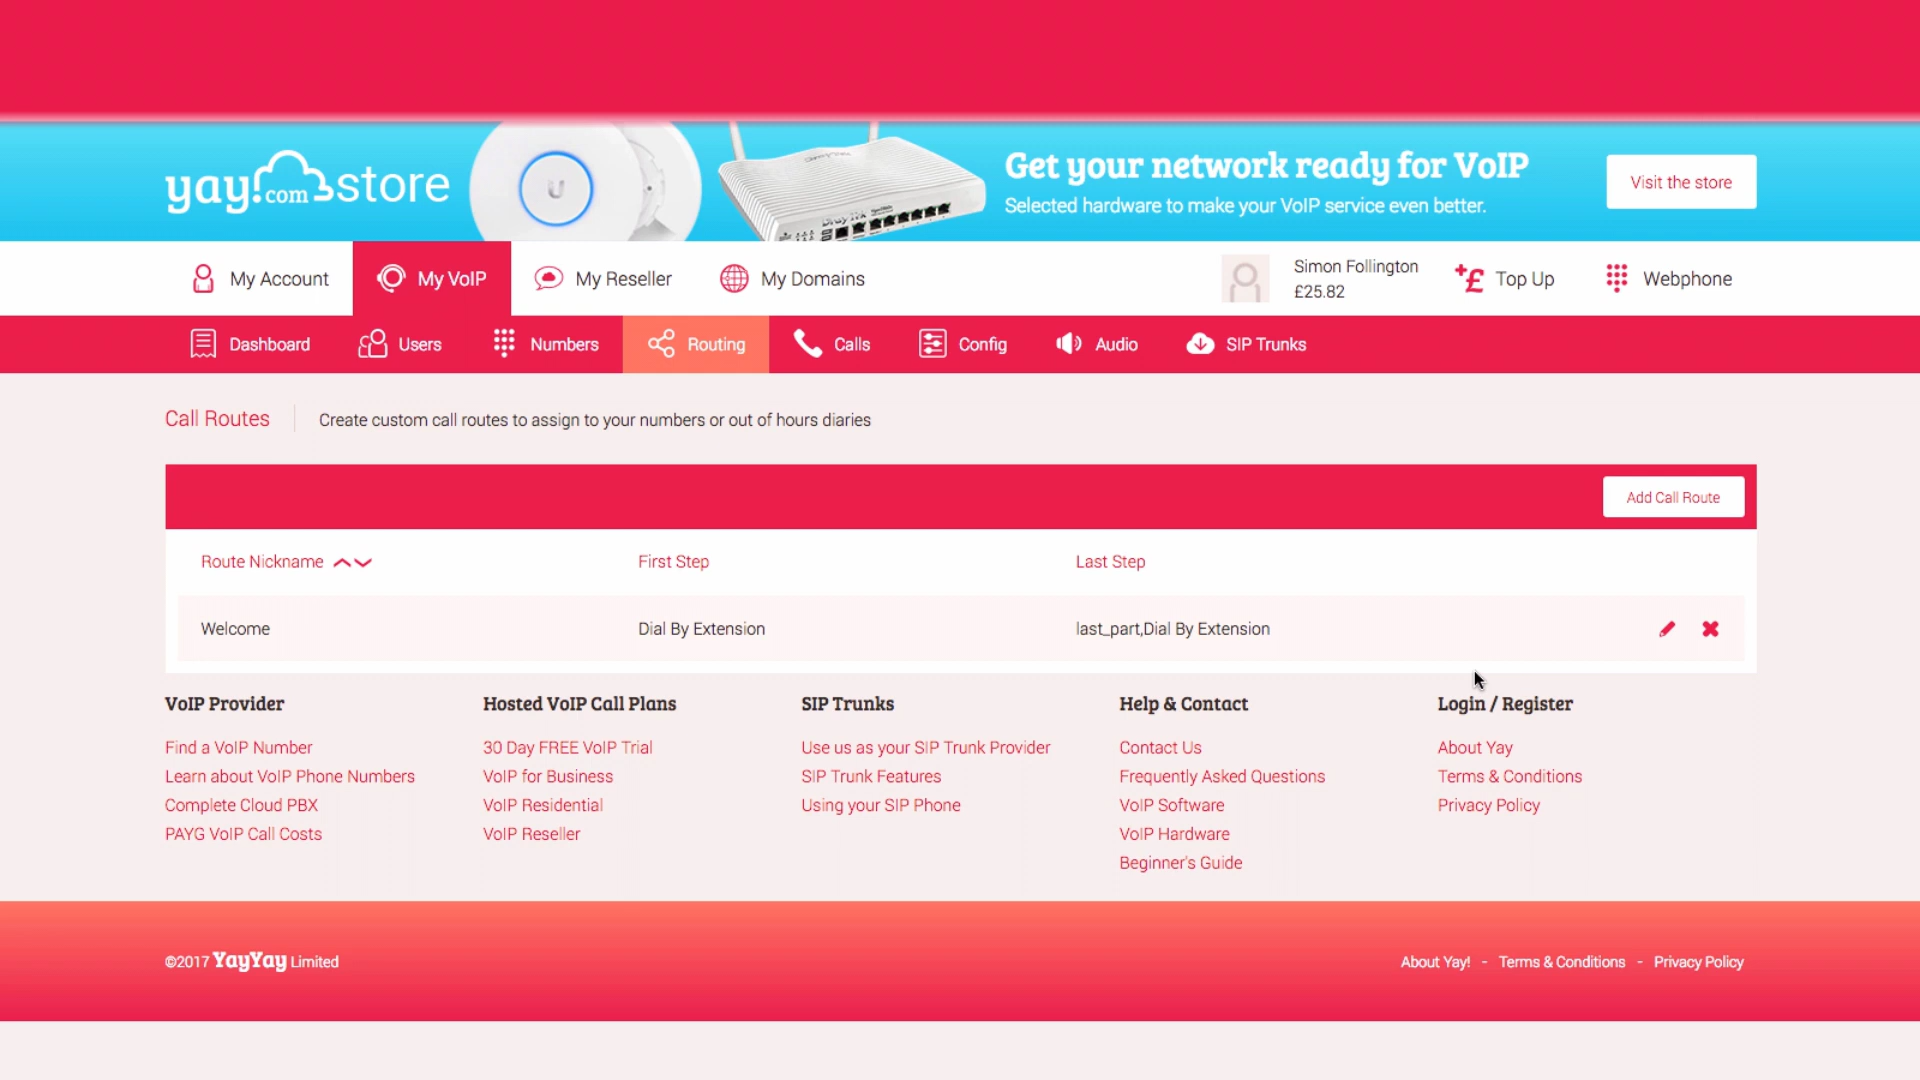 yay!.com store
Get your network ready for VoIP
Selected hardware to make your VoIP service even better.
Visit the store
U
DrayTek
My Account
My VoIP
My Reseller
My Domains
Simon Follington
£25.82
Top Up
Webphone
Dashboard
Users
Numbers
Routing
Calls
Config
Audio
SIP Trunks
Call Routes
Create custom call routes to assign to your numbers or out of hours diaries
Add Call Route
Route Nickname
First Step
Last Step
Welcome
Dial By Extension
last_part,Dial By Extension
VoIP Provider
Find a VoIP Number
Learn about VoIP Phone Numbers
Complete Cloud PBX
PAYG VoIP Call Costs
Hosted VoIP Call Plans
30 Day FREE VoIP Trial
VoIP for Business
VoIP Residential
VoIP Reseller
SIP Trunks
Use us as your SIP Trunk Provider
SIP Trunk Features
Using your SIP Phone
Help & Contact
Contact Us
Frequently Asked Questions
VoIP Software
VoIP Hardware
Beginner's Guide
Login / Register
About Yay
Terms & Conditions
Privacy Policy
©2017 YayYay Limited
About Yay! - Terms & Conditions - Privacy Policy